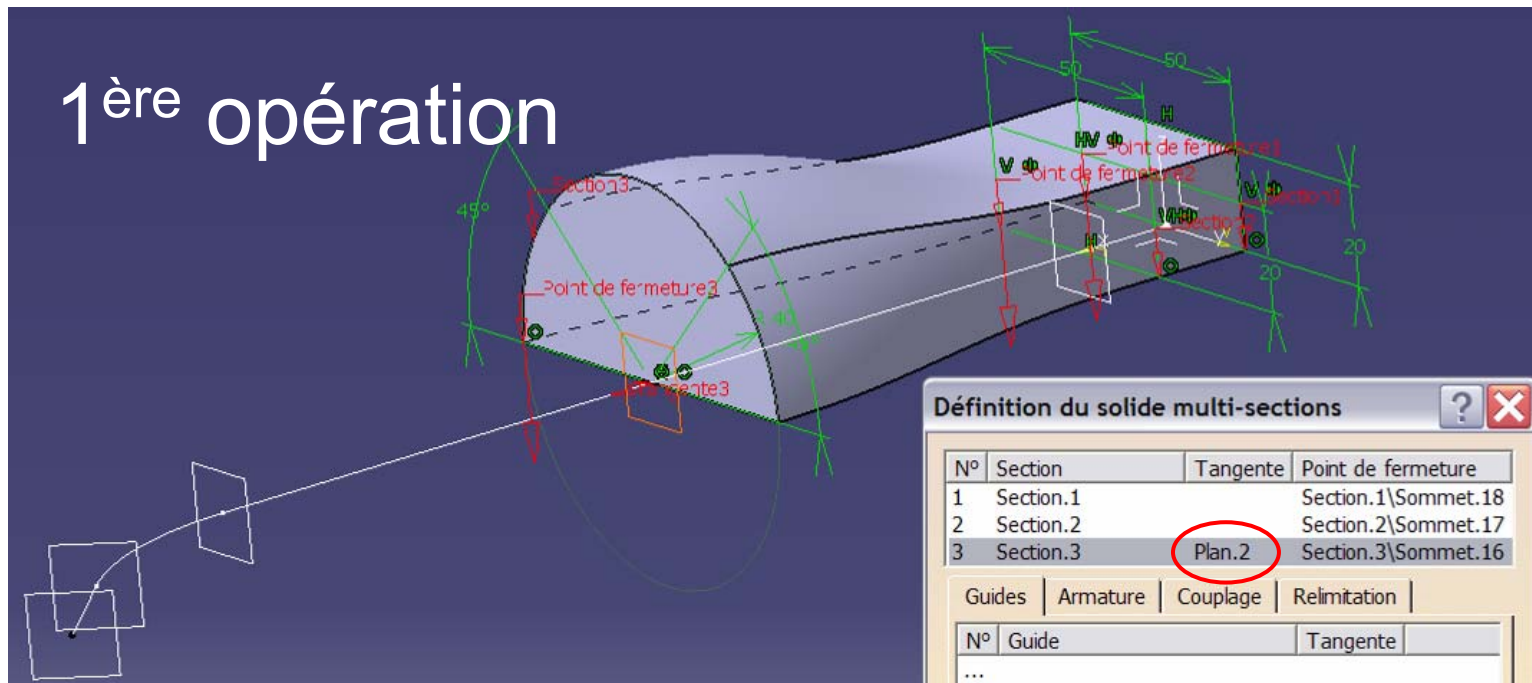 1ère opération
50
50
H
HV
Point de fermeture1
V
Point de fermeture2
Section3
45°
V
H
20
20
Point de fermeture3
R 40
45°
Tangente3
Définition du solide multi-sections
? X
N° Section Tangente Point de fermeture
1 Section.1 Section.1\Sommet.18
2 Section.2 Section.2\Sommet.17
3 Section.3 Plan.2 Section.3\Sommet.16
Guides Armature Couplage Relimitation
N° Guide Tangente
...